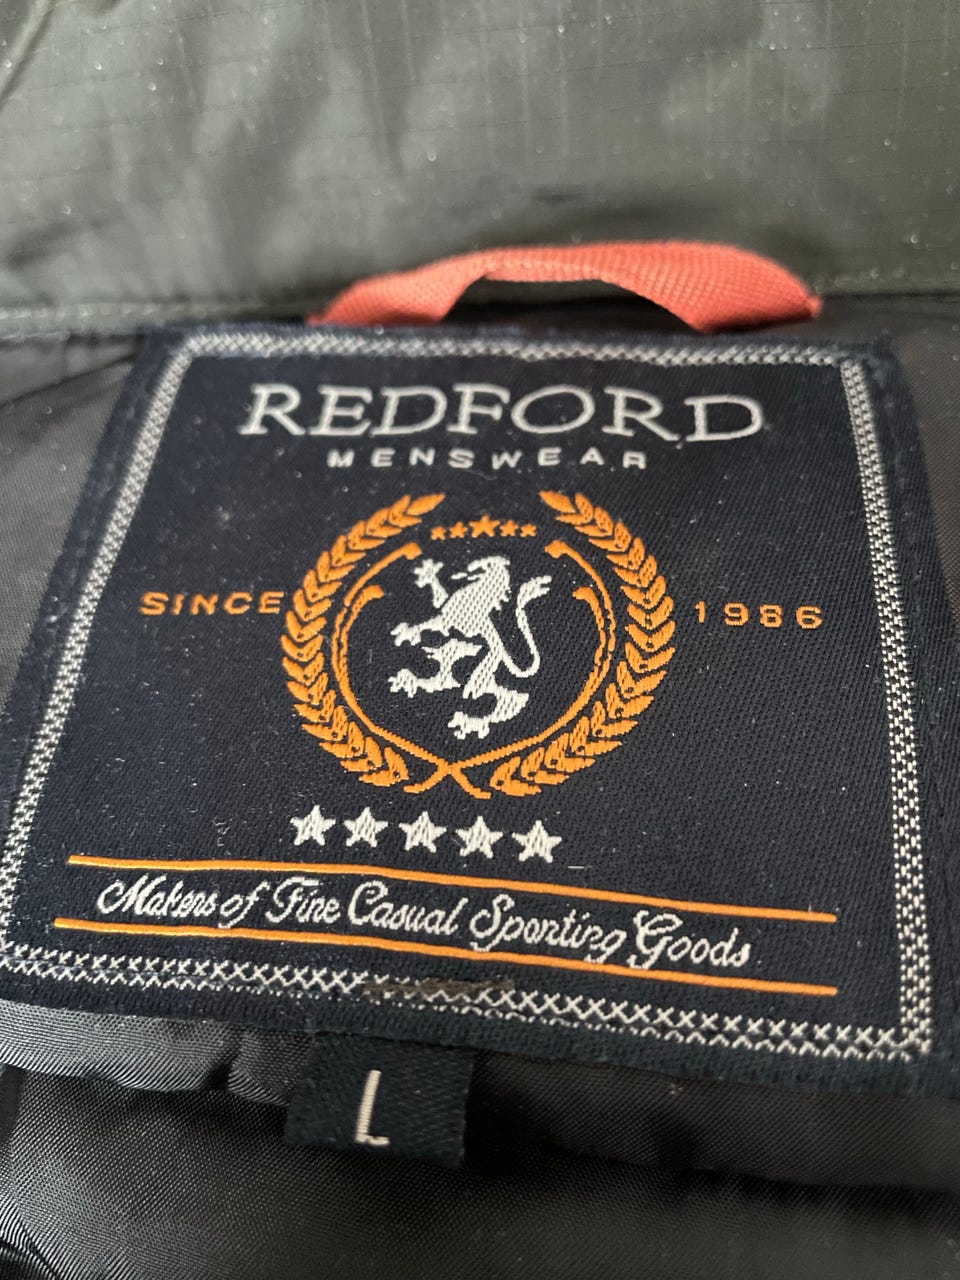 REDFORD
MENSWEAR
SINCE 1986
Makers of Fine Casual Sporting Goods
L